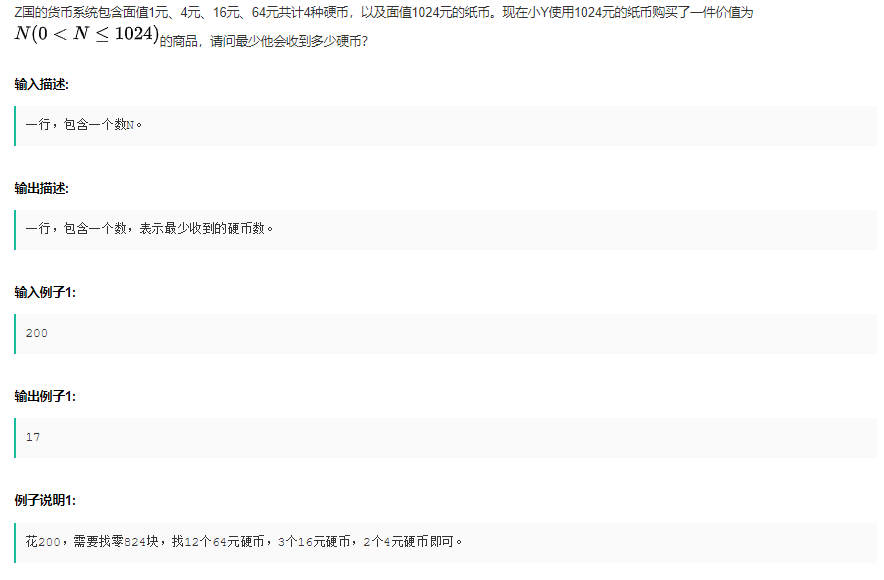 Z国的货币系统包含面值1元、4元、16元、64元共计4种硬币，以及面值1024元的纸币。现在小Y使用1024元的纸币购买了一件价值为
N(0 < N ≤ 1024)的商品，请问最少他会收到多少硬币？
输入描述:
一行，包含一个数N。
输出描述:
一行，包含一个数，表示最少收到的硬币数。
输入例子1:
200
输出例子1:
17
例子说明1:
花200，需要找零824块，找12个64元硬币，3个16元硬币，2个4元硬币即可。